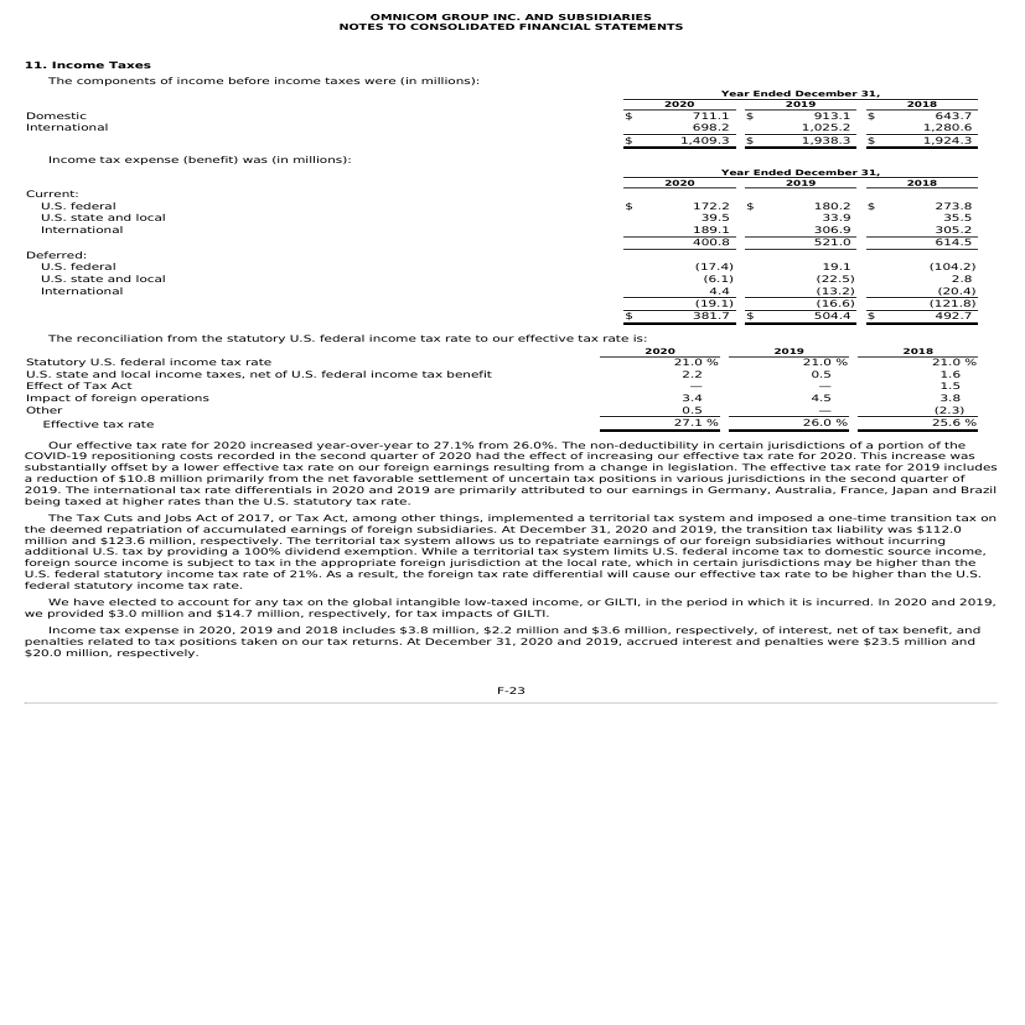 OMNICOM GROUP INC. AND SUBSIDIARIES
NOTES TO CONSOLIDATED FINANCIAL STATEMENTS
11. Income Taxes
The components of income before income taxes were (in millions):
Year Ended December 31,
2020 2019 2018
Domestic $ 711.1 $ 913.1 $ 643.7
International 698.2 1,025.2 1,280.6
$ 1,409.3 $ 1,938.3 $ 1,924.3
Income tax expense (benefit) was (in millions):
Year Ended December 31,
2020 2019 2018
Current:
U.S. federal $ 172.2 $ 180.2 $ 273.8
U.S. state and local 39.5 33.9 35.5
International 189.1 306.9 305.2
400.8 521.0 614.5
Deferred:
U.S. federal (17.4) 19.1 (104.2)
U.S. state and local (6.1) (22.5) 2.8
International 4.4 (13.2) (20.4)
(19.1) (16.6) (121.8)
$ 381.7 $ 504.4 $ 492.7
The reconciliation from the statutory U.S. federal income tax rate to our effective tax rate is:
2020 2019 2018
Statutory U.S. federal income tax rate 21.0 % 21.0 % 21.0 %
U.S. state and local income taxes, net of U.S. federal income tax benefit 2.2 0.5 1.6
Effect of Tax Act — — 1.5
Impact of foreign operations 3.4 4.5 3.8
Other 0.5 — (2.3)
Effective tax rate 27.1 % 26.0 % 25.6 %
Our effective tax rate for 2020 increased year-over-year to 27.1% from 26.0%. The non-deductibility in certain jurisdictions of a portion of the
COVID-19 repositioning costs recorded in the second quarter of 2020 had the effect of increasing our effective tax rate for 2020. This increase was
substantially offset by a lower effective tax rate on our foreign earnings resulting from a change in legislation. The effective tax rate for 2019 includes
a reduction of $10.8 million primarily from the net favorable settlement of uncertain tax positions in various jurisdictions in the second quarter of
2019. The international tax rate differentials in 2020 and 2019 are primarily attributed to our earnings in Germany, Australia, France, Japan and Brazil
being taxed at higher rates than the U.S. statutory tax rate.
The Tax Cuts and Jobs Act of 2017, or Tax Act, among other things, implemented a territorial tax system and imposed a one-time transition tax on
the deemed repatriation of accumulated earnings of foreign subsidiaries. At December 31, 2020 and 2019, the transition tax liability was $112.0
million and $123.6 million, respectively. The territorial tax system allows us to repatriate earnings of our foreign subsidiaries without incurring
additional U.S. tax by providing a 100% dividend exemption. While a territorial tax system limits U.S. federal income tax to domestic source income,
foreign source income is subject to tax in the appropriate foreign jurisdiction at the local rate, which in certain jurisdictions may be higher than the
U.S. federal statutory income tax rate of 21%. As a result, the foreign tax rate differential will cause our effective tax rate to be higher than the U.S.
federal statutory income tax rate.
We have elected to account for any tax on the global intangible low-taxed income, or GILTI, in the period in which it is incurred. In 2020 and 2019,
we provided $3.0 million and $14.7 million, respectively, for tax impacts of GILTI.
Income tax expense in 2020, 2019 and 2018 includes $3.8 million, $2.2 million and $3.6 million, respectively, of interest, net of tax benefit, and
penalties related to tax positions taken on our tax returns. At December 31, 2020 and 2019, accrued interest and penalties were $23.5 million and
$20.0 million, respectively.
F-23